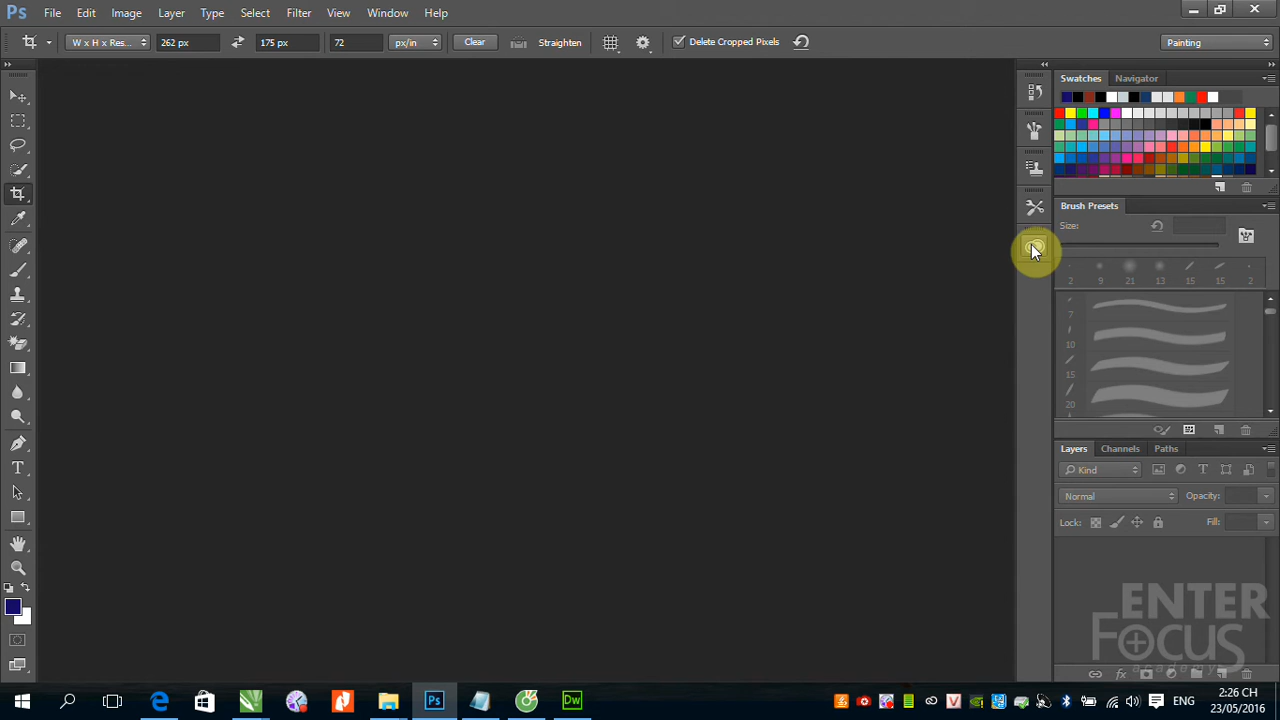 Ps File Edit Image Layer Type Select Filter View Window Help
W x H x Res... 262 px 175 px 72 px/in Clear Straighten Delete Cropped Pixels Painting
Swatches Navigator
Brush Presets
Size:
2 9 21 13 15 15 2
7
10
15
20
Layers Channels Paths
Kind
Normal Opacity:
Lock: Fill:
ENTER
FOCUS
academy
Ps Dw V ENG
2:26 CH
23/05/2016